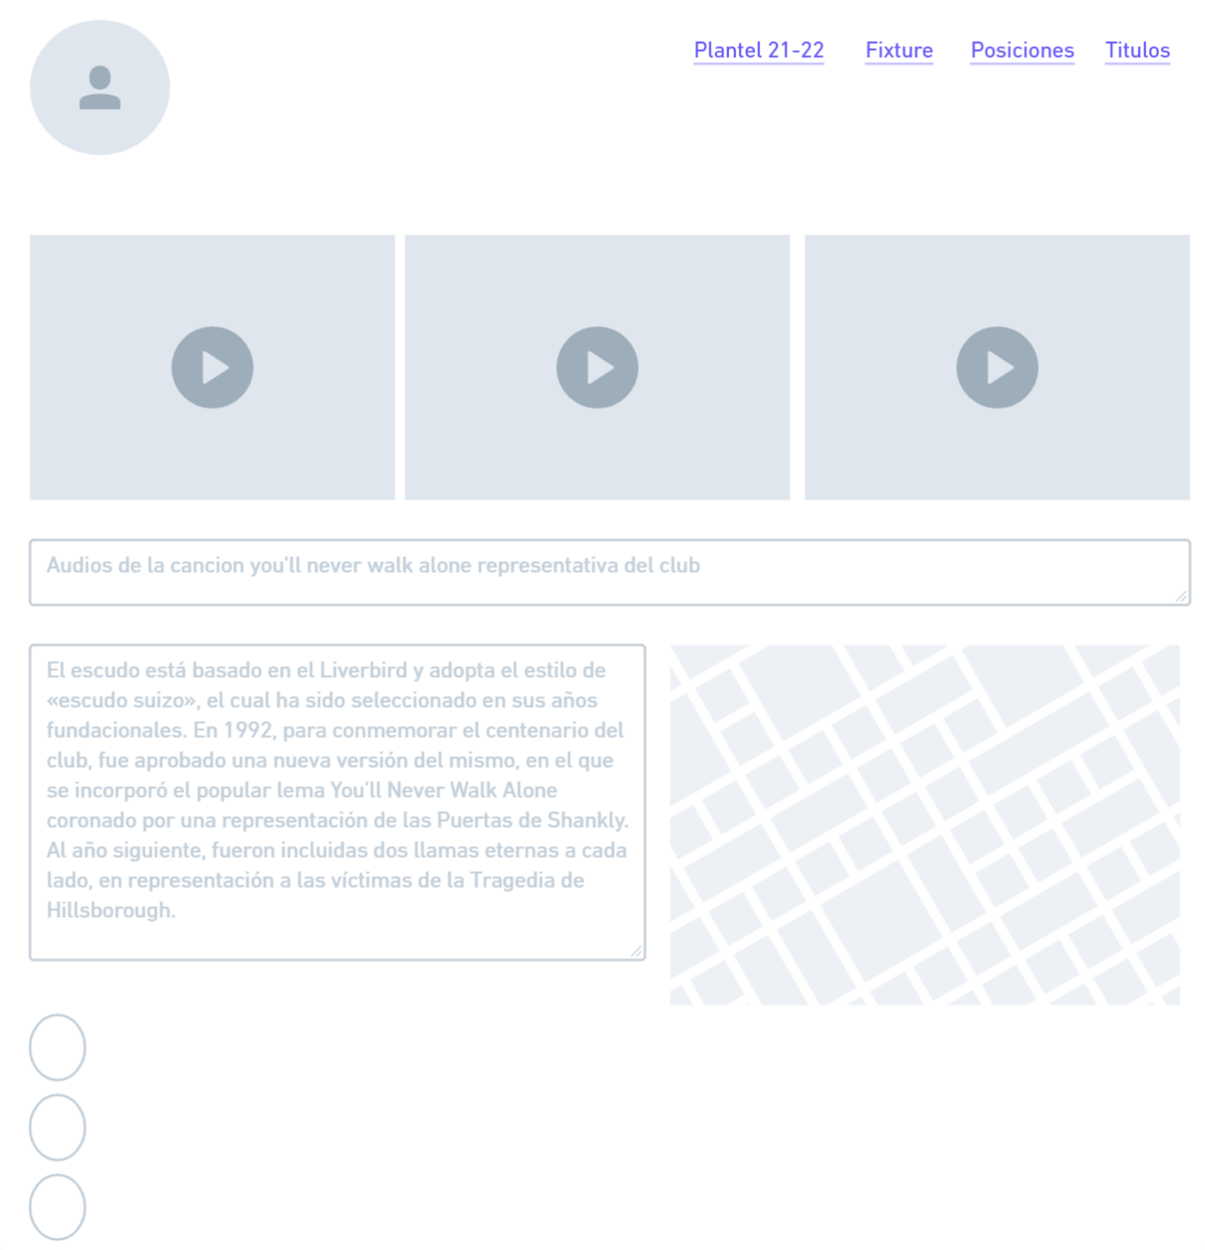 Plantel 21-22 Fixture Posiciones Titulos
Audios de la cancion you'll never walk alone representativa del club
El escudo está basado en el Liverbird y adopta el estilo de
«escudo suizo», el cual ha sido seleccionado en sus años
fundacionales. En 1992, para conmemorar el centenario del
club, fue aprobado una nueva versión del mismo, en el que
se incorporó el popular lema You'll Never Walk Alone
coronado por una representación de las Puertas de Shankly.
Al año siguiente, fueron incluidas dos llamas eternas a cada
lado, en representación a las víctimas de la Tragedia de
Hillsborough.